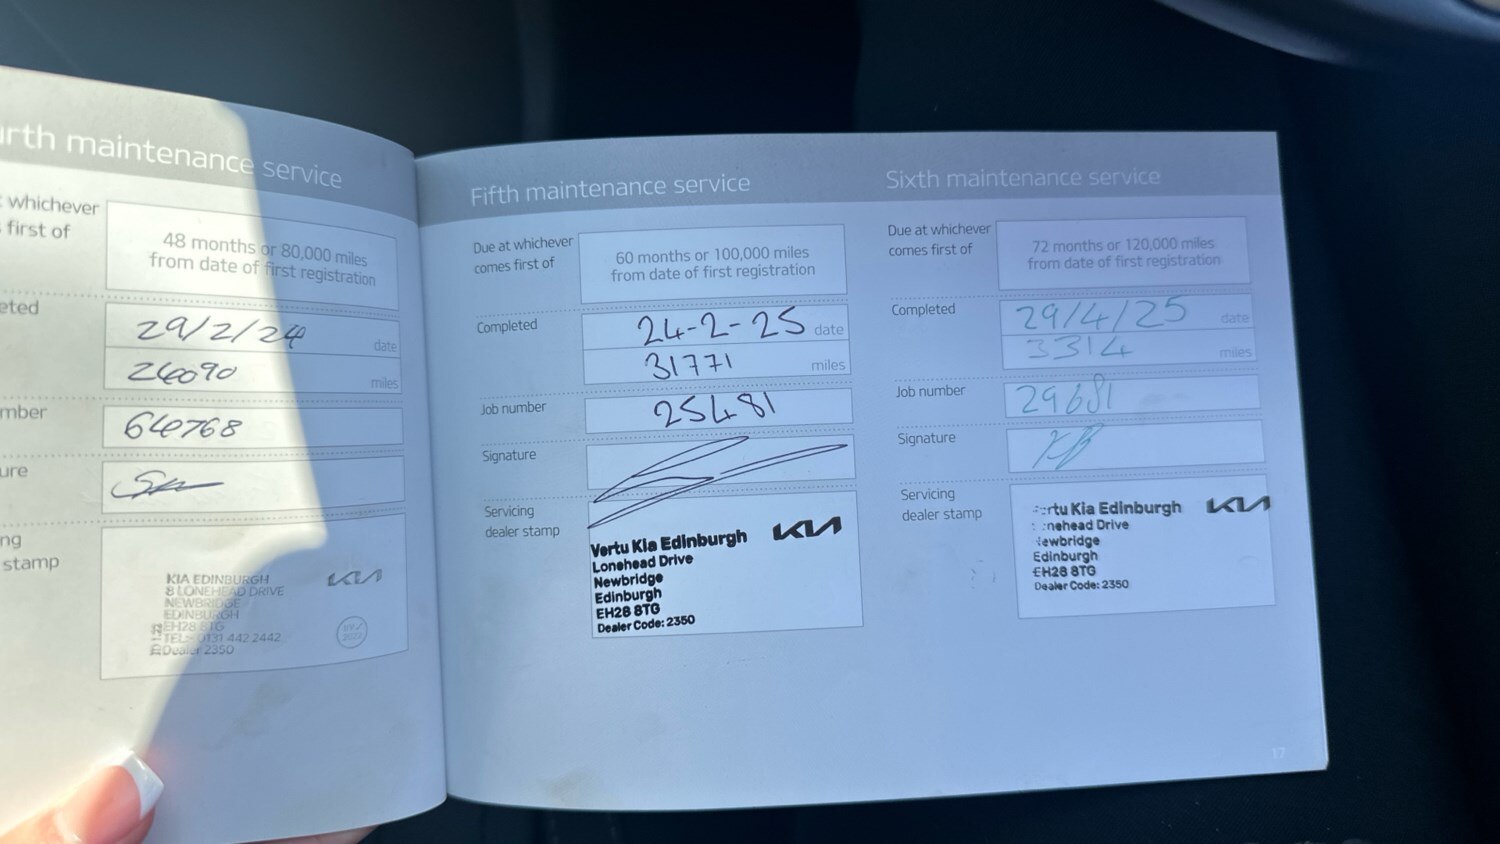 rth maintenance service
whichever
first of
48 months or 80,000 miles
from date of first registration
eted
29/2/24
date
26090
miles
mber
640768
ure
ng
stamp
KIA EDINBURGH
8 LONEHEAD DRIVE
NEWBRIDGE
EDINBURGH
EH28 8TG
TEL:- 0131 442 2442
Dealer 2350
KIA
Fifth maintenance service
Due at whichever
comes first of
60 months or 100,000 miles
from date of first registration
Completed
24-2-25
date
31771
miles
Job number
25481
Signature
Servicing
dealer stamp
Vertu Kia Edinburgh
Lonehead Drive
Newbridge
Edinburgh
EH28 8TG
Dealer Code: 2350
KIA
Sixth maintenance service
Due at whichever
comes first of
72 months or 120,000 miles
from date of first registration
Completed
29/4/25
date
3314
miles
Job number
29681
Signature
Servicing
dealer stamp
rtu Kia Edinburgh
nehead Drive
ewbridge
Edinburgh
EH28 8TG
Dealer Code: 2350
KIA
17